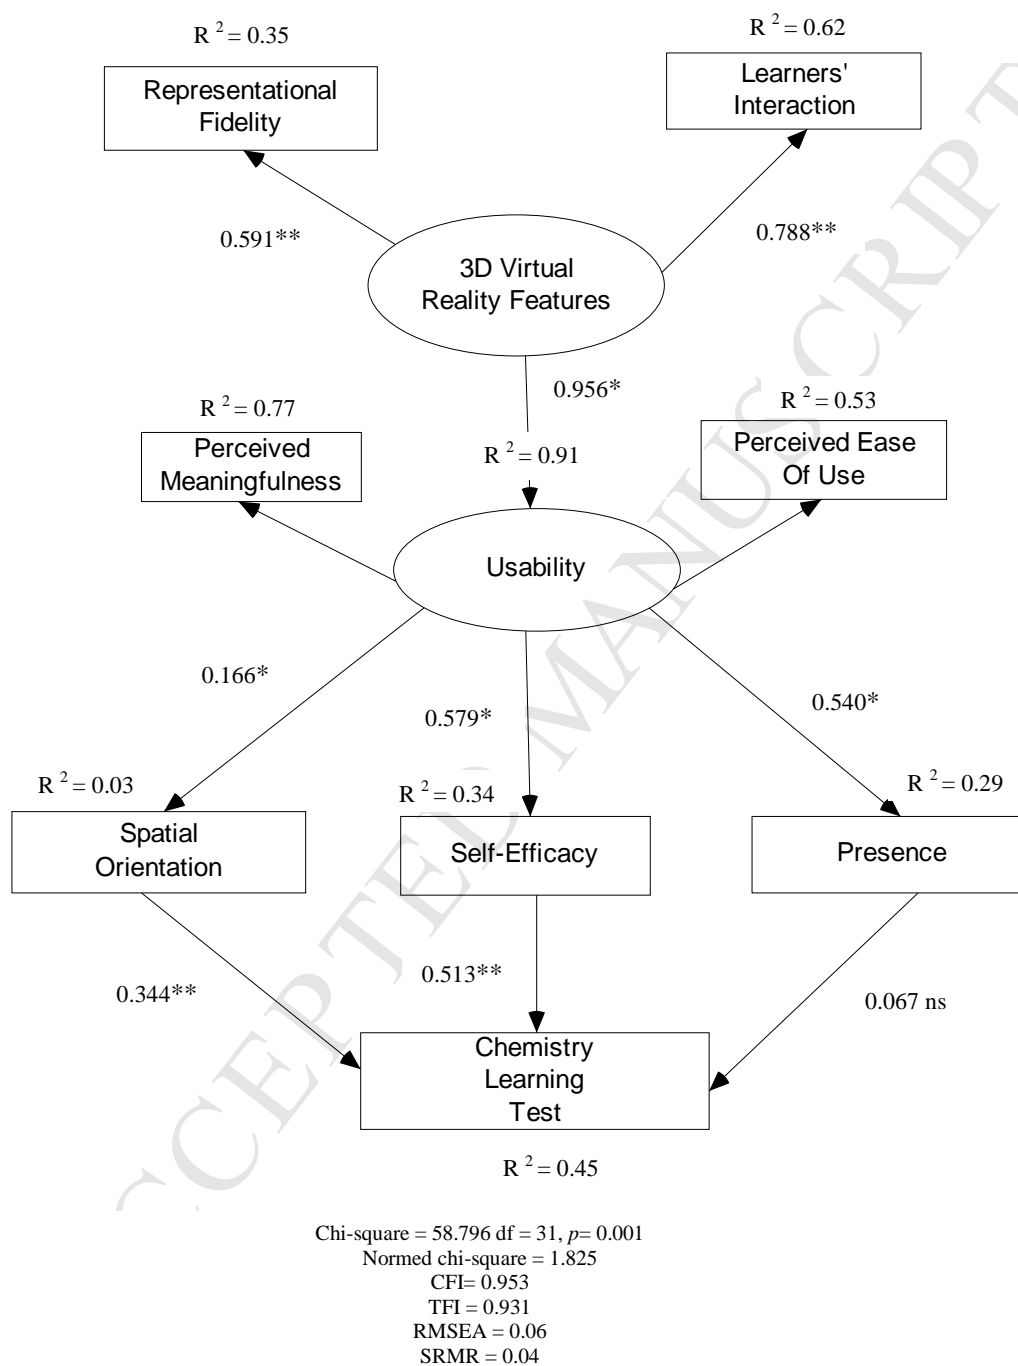 R 2 = 0.35
R 2 = 0.62
Representational
Fidelity
Learners'
Interaction
0.591**
0.788**
3D Virtual
Reality Features
0.956*
R 2 = 0.77
R 2 = 0.53
Perceived
Meaningfulness
R 2 = 0.91
Perceived Ease
Of Use
Usability
0.166*
0.579*
0.540*
R 2 = 0.03
R 2 = 0.34
R 2 = 0.29
Spatial
Orientation
Self-Efficacy
Presence
0.344**
0.513**
0.067 ns
Chemistry
Learning
Test
R 2 = 0.45
Chi-square = 58.796 df = 31, p= 0.001
Normed chi-square = 1.825
CFI= 0.953
TFI = 0.931
RMSEA = 0.06
SRMR = 0.04
CCEPTED MANUSCRIPT